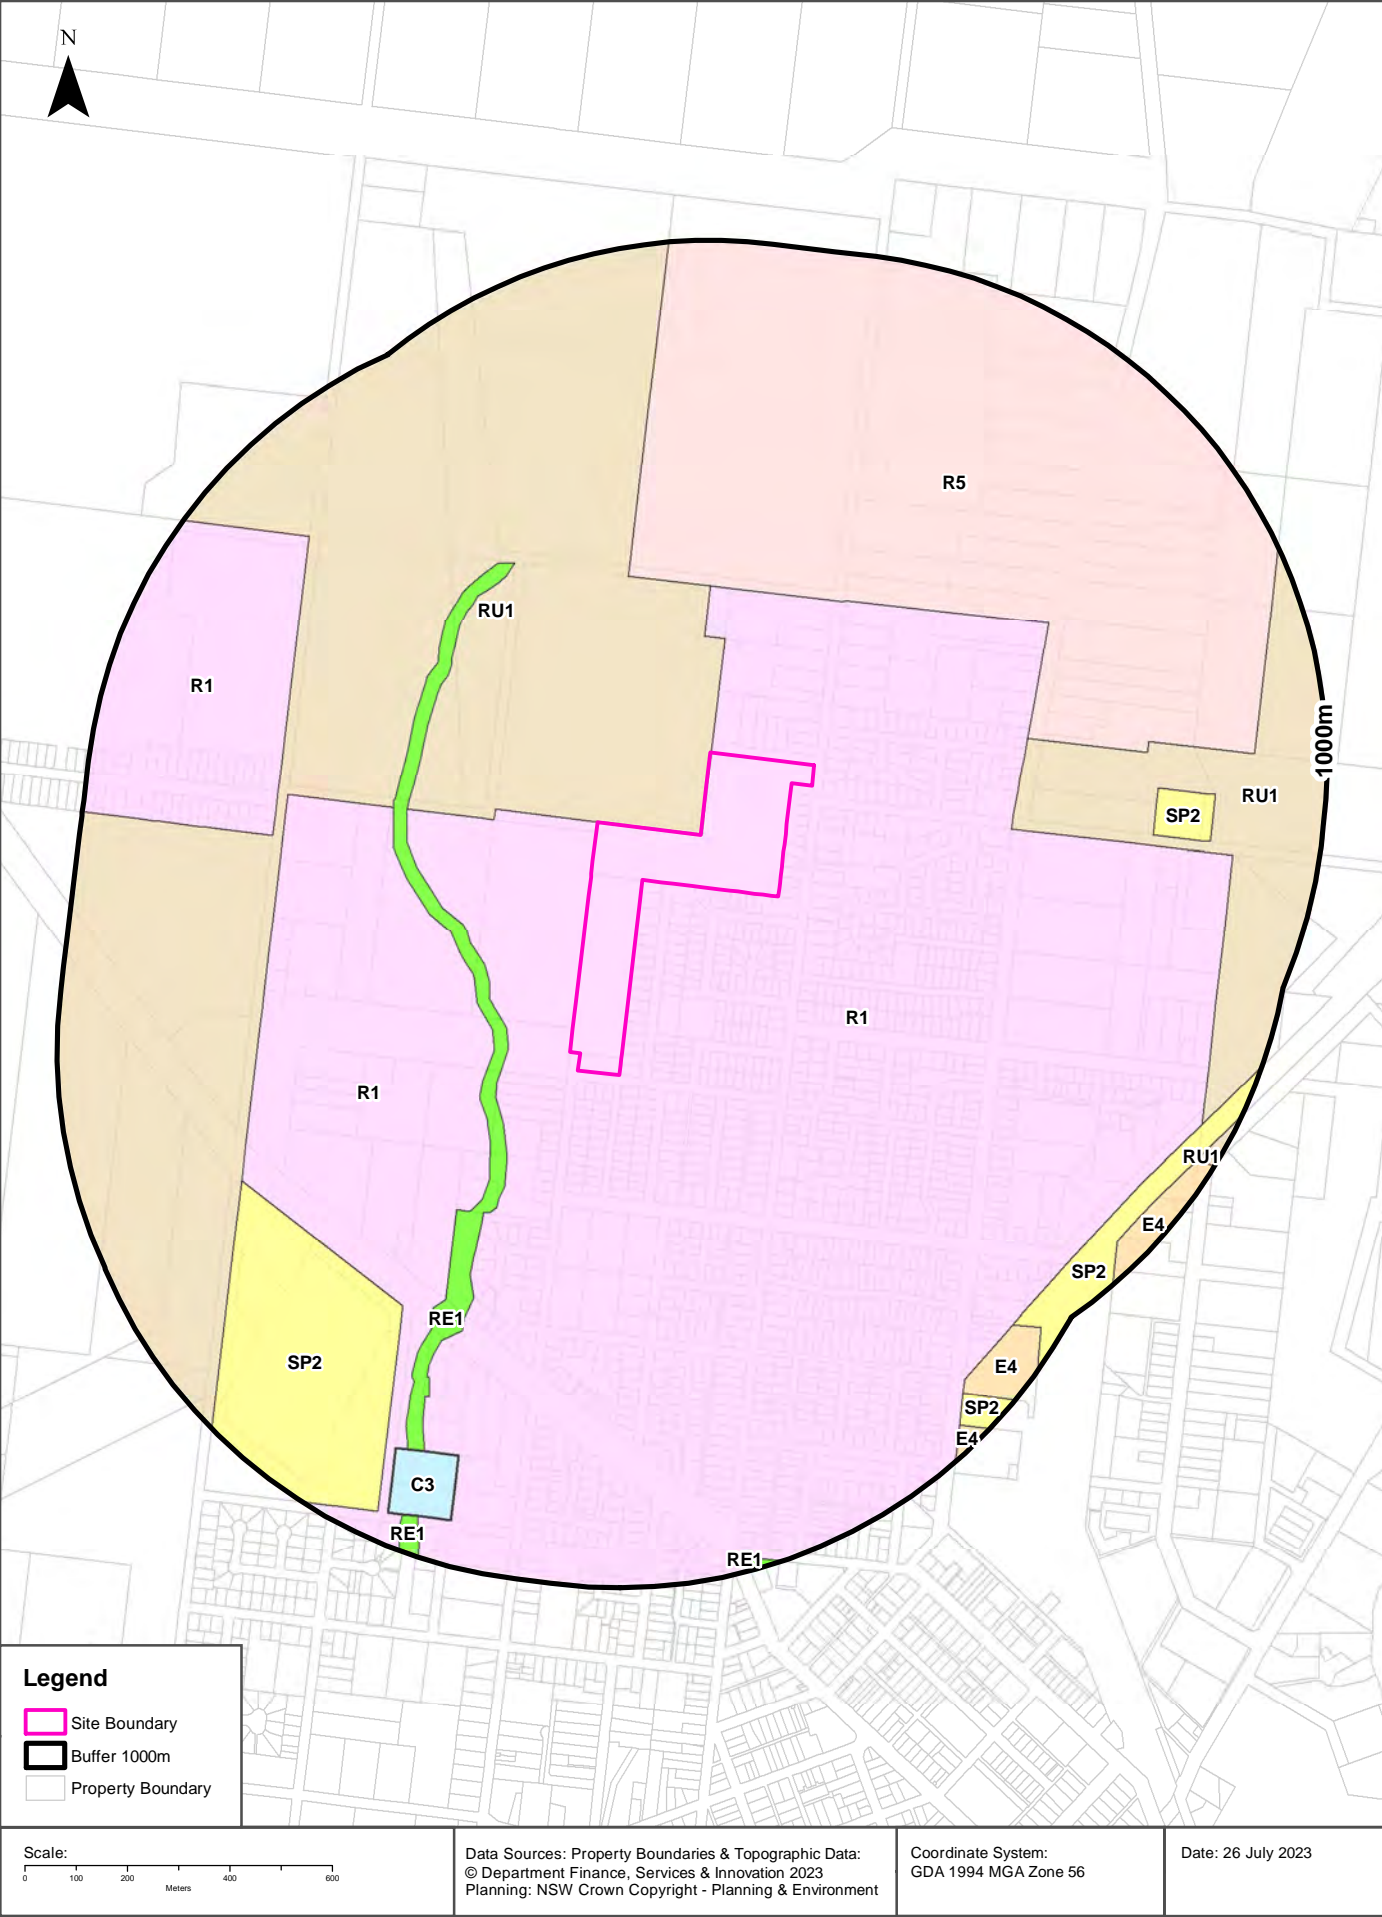 N
R5
RU1
R1
1000m
RU1
SP2
R1
R1
RU1
E4
SP2
RE1
SP2
E4
SP2
E4
C3
RE1
RE1
Legend
Site Boundary
Buffer 1000m
Property Boundary
Scale:
0 100 200 400 600
Meters
Data Sources: Property Boundaries & Topographic Data:
© Department Finance, Services & Innovation 2023
Planning: NSW Crown Copyright - Planning & Environment
Coordinate System:
GDA 1994 MGA Zone 56
Date: 26 July 2023